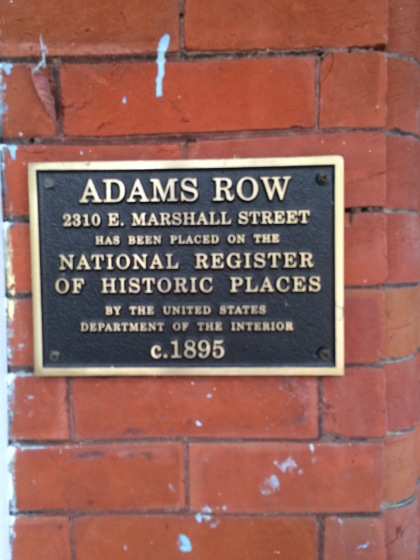 ADAMS ROW
2310 E. MARSHALL STREET
HAS BEEN PLACED ON THE
NATIONAL REGISTER
OF HISTORIC PLACES
BY THE UNITED STATES
DEPARTMENT OF THE INTERIOR
c.1895